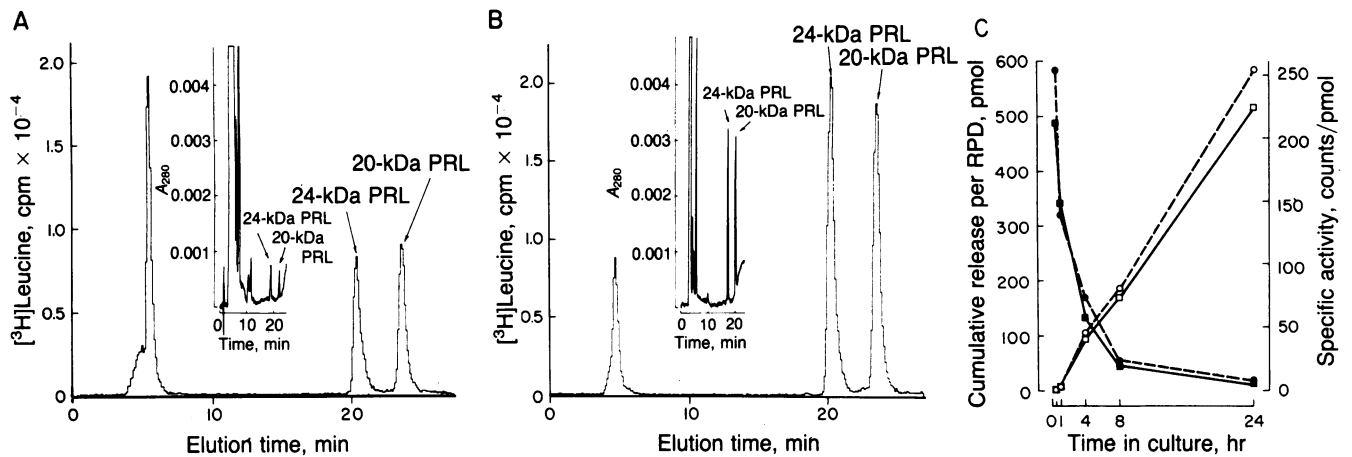 A
[³H]Leucine, cpm × 10⁻⁴
2.0
1.5
1.0
0.5
0
0
10
20
Elution time, min
24-kDa PRL
20-kDa PRL
A₂₈₀
0.004
0.003
0.002
0.001
24-kDa PRL
20-kDa
PRL
0 10 20
Time, min
B
[³H]Leucine, cpm × 10⁻⁴
2.0
1.5
1.0
0.5
0
0
10
20
Elution time, min
24-kDa PRL
20-kDa PRL
A₂₈₀
0.004
0.003
0.002
0.001
24-kDa PRL
20-kDa PRL
0 10 20
Time, min
C
Cumulative release per RPD, pmol
600
500
400
300
200
100
0
Specific activity, counts/pmol
250
200
150
100
50
0
0 1 4 8 24
Time in culture, hr